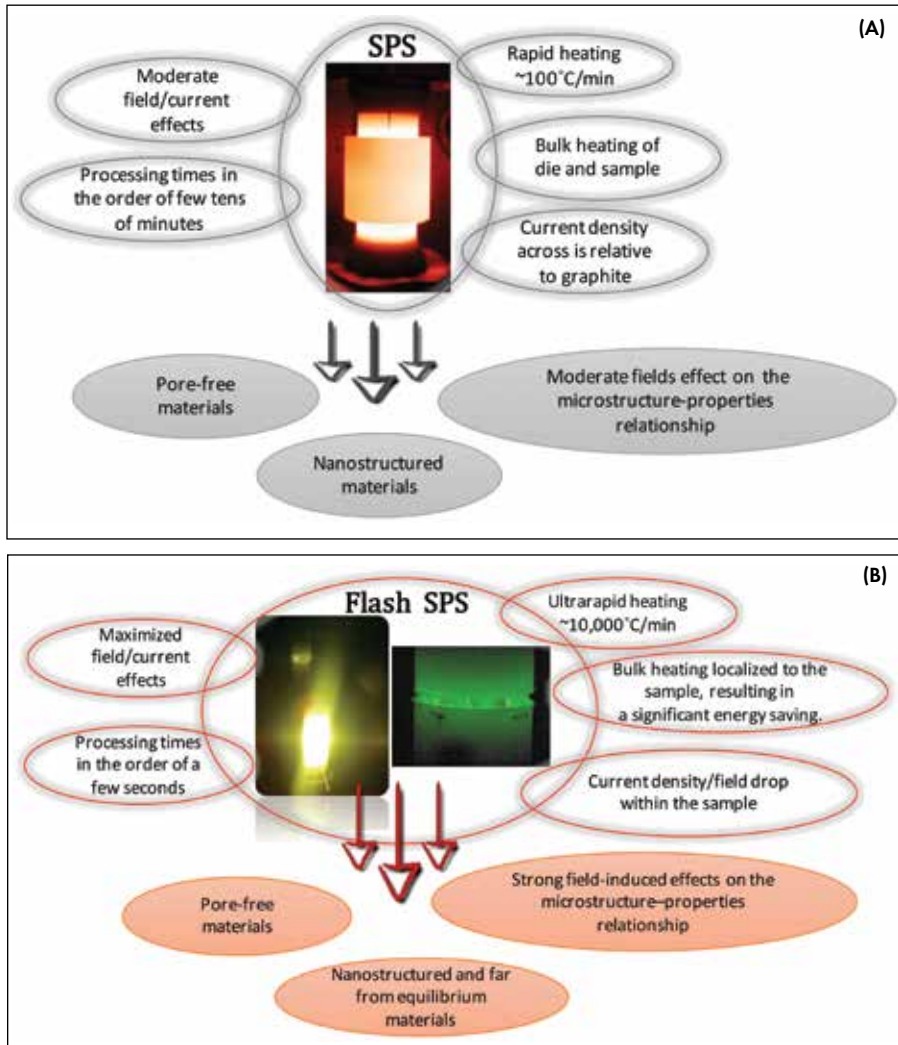 (A)
SPS
Moderate
field/current
effects
Processing times in
the order of few tens
of minutes
Rapid heating
~100˚C/min
Bulk heating of
die and sample
Current density
across is relative
to graphite
Pore-free
materials
Moderate fields effect on the
microstructure-properties
relationship
Nanostructured
materials
(B)
Flash SPS
Maximized
field/current
effects
Processing times
in the order of a
few seconds
Ultrarapid heating
~10,000˚C/min
Bulk heating localized to the
sample, resulting in
a significant energy saving.
Current density/field drop
within the sample
Pore-free
materials
Strong field-induced effects on the
microstructure–properties
relationship
Nanostructured and far
from equilibrium
materials